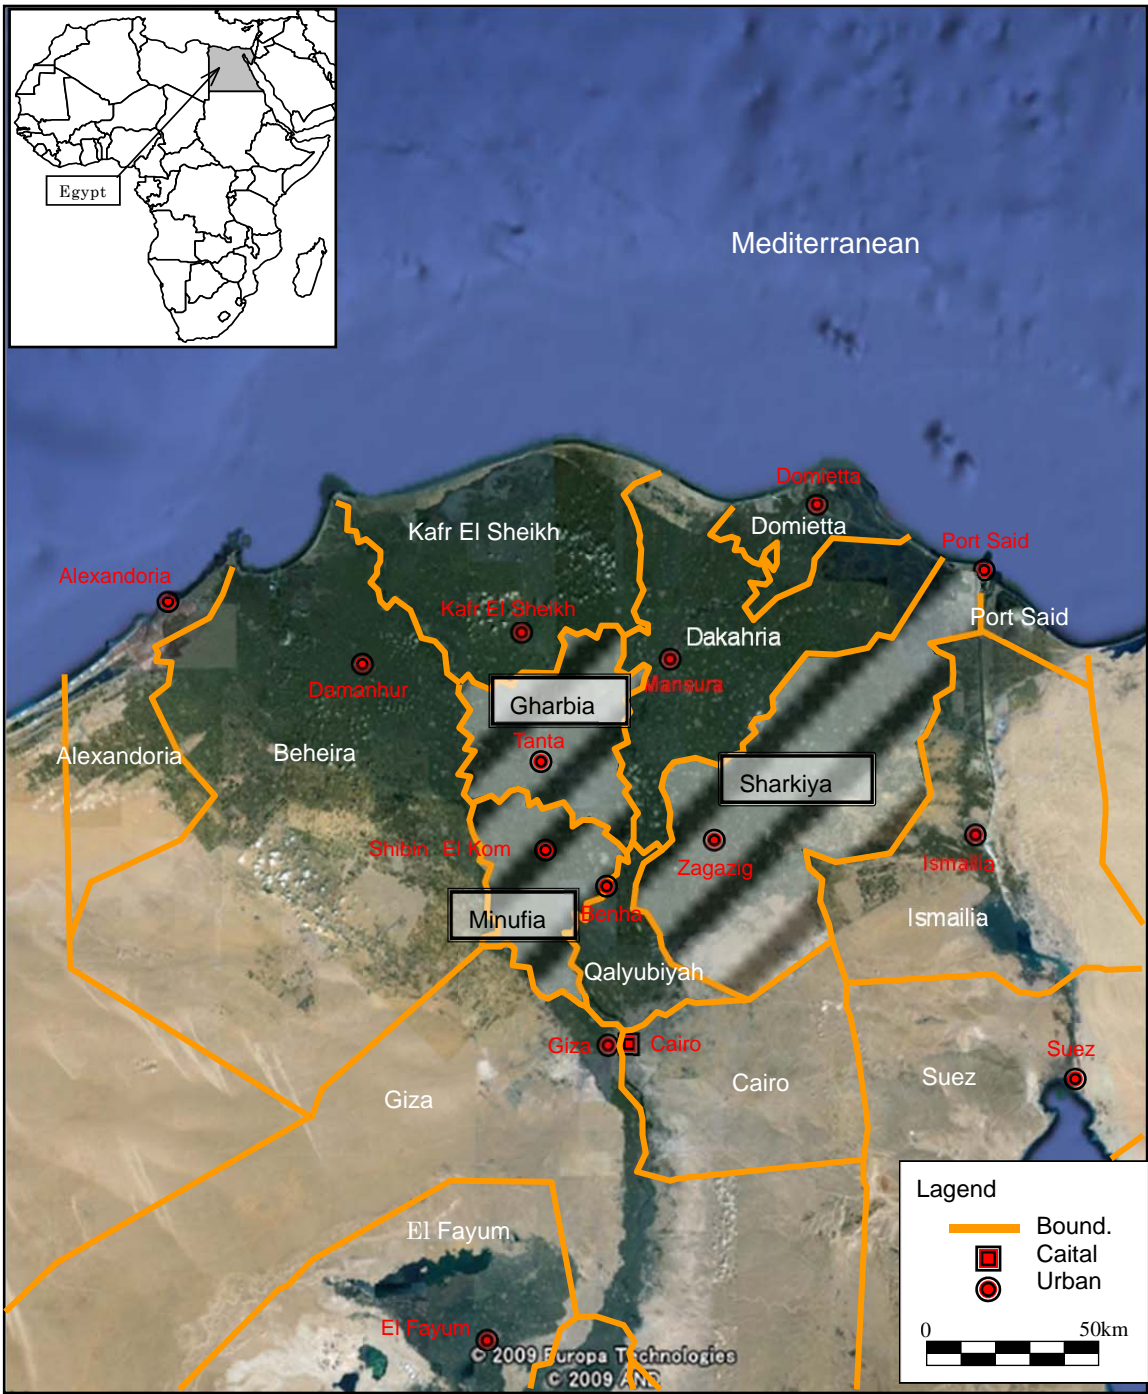 Egypt
Mediterranean
Domietta
Domietta
Kafr El Sheikh
Port Said
Alexandoria
Kafr El Sheikh
Port Said
Dakahria
Damanhur
Mansura
Gharbia
Tanta
Alexandoria
Beheira
Sharkiya
Shibin El Kom
Zagazig
Ismailia
Benha
Minufia
Ismailia
Qalyubiyah
Giza
Cairo
Suez
Suez
Cairo
Giza
El Fayum
El Fayum
Lagend
Bound.
Caital
Urban
0 50km
© 2009 Europa Technologies
© 2009 AND